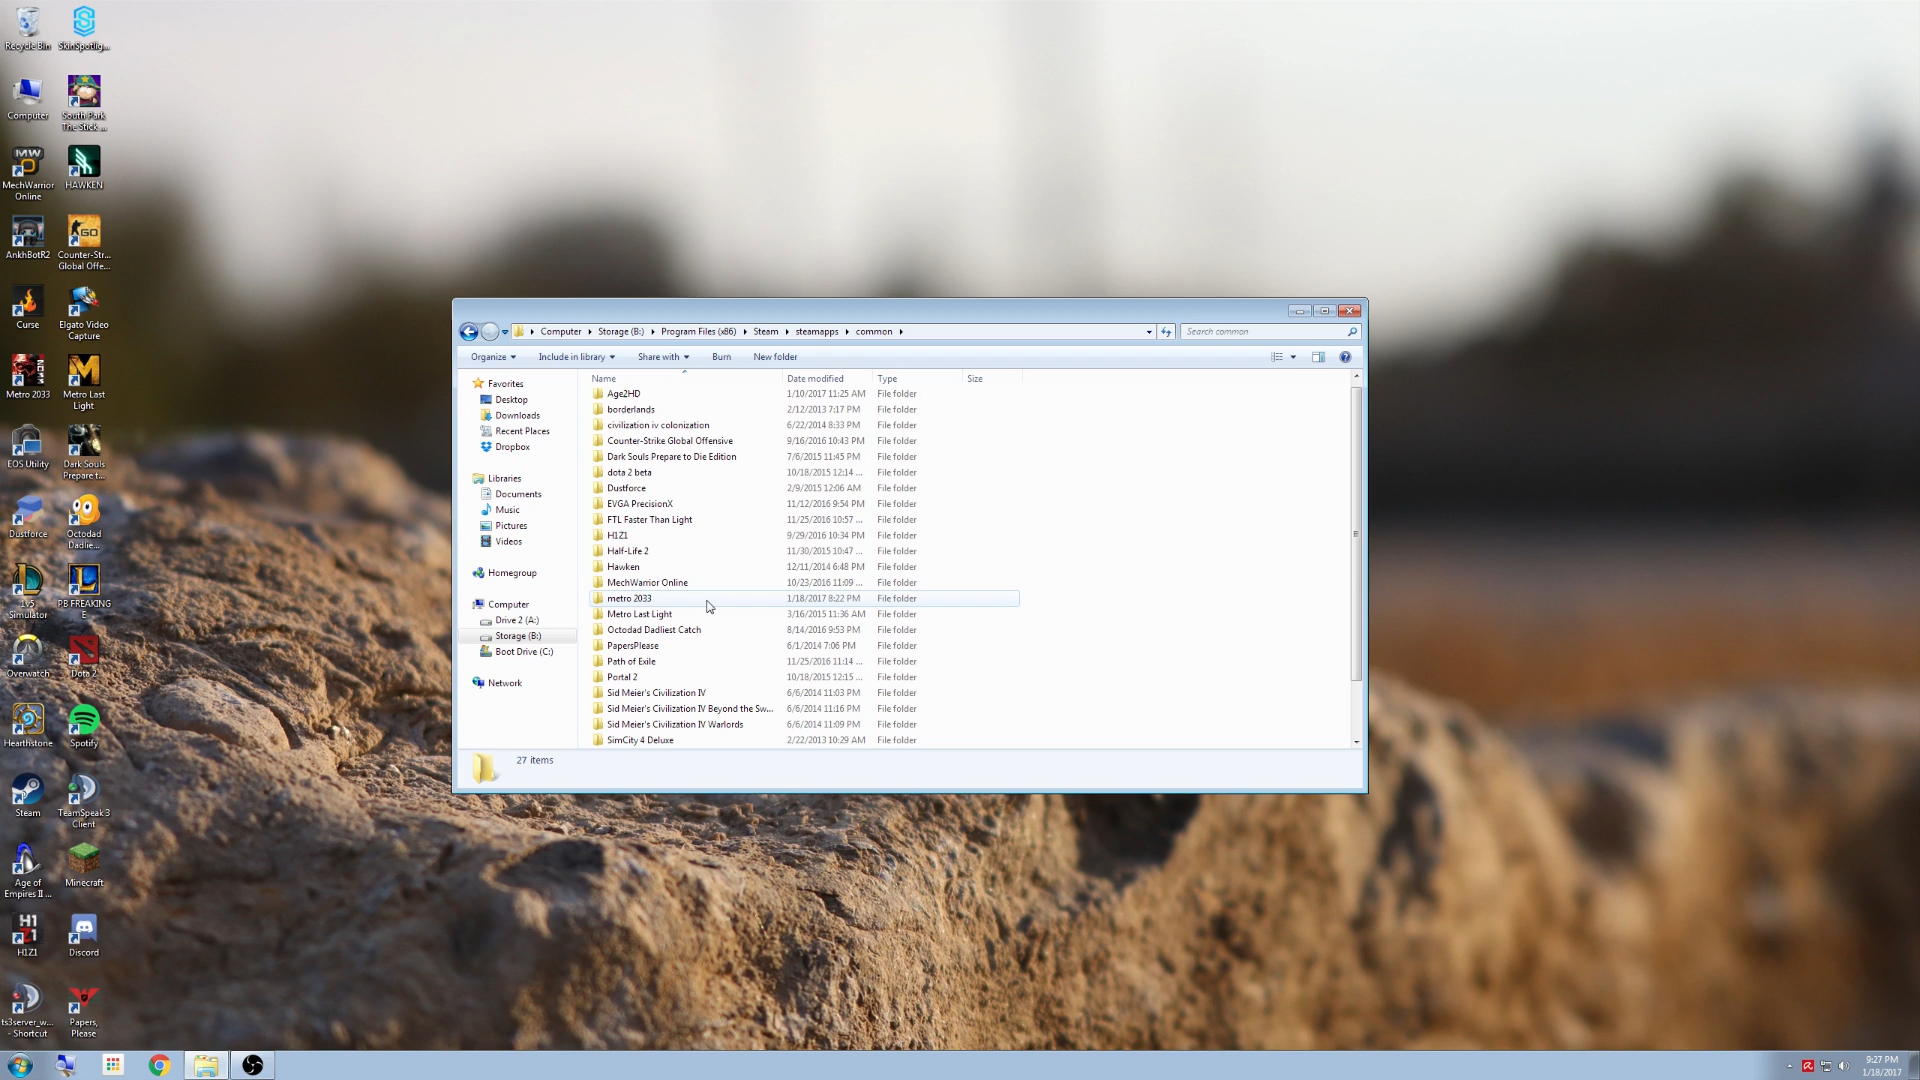 Recycle Bin
SkinSpotlig...
Computer
South Park
The Stick ...
MechWarrior
Online
HAWKEN
AnkhBotR2
Counter-Str...
Global Offe...
Curse
Elgato Video
Capture
Metro 2033
Metro Last
Light
EOS Utility
Dark Souls
Prepare t...
Dustforce
Octodad
Dadlie...
1v5
Simulator
PB FREAKING
E
Overwatch
Dota 2
Hearthstone
Spotify
Steam
TeamSpeak 3
Client
Age of
Empires II ...
Minecraft
H1Z1
Discord
ts3server_w...
- Shortcut
Papers,
Please
Computer Storage (B:) Program Files (x86) Steam steamapps common
Search common
Organize Include in library Share with Burn New folder
Favorites
Desktop
Downloads
Recent Places
Dropbox
Libraries
Documents
Music
Pictures
Videos
Homegroup
Computer
Drive 2 (A:)
Storage (B:)
Boot Drive (C:)
Network
Name Date modified Type Size
Age2HD 1/10/2017 11:25 AM File folder
borderlands 2/12/2013 7:17 PM File folder
civilization iv colonization 6/22/2014 8:33 PM File folder
Counter-Strike Global Offensive 9/16/2016 10:43 PM File folder
Dark Souls Prepare to Die Edition 7/6/2015 11:45 PM File folder
dota 2 beta 10/18/2015 12:14 ... File folder
Dustforce 2/9/2015 12:06 AM File folder
EVGA PrecisionX 11/12/2016 9:54 PM File folder
FTL Faster Than Light 11/25/2016 10:57 ... File folder
H1Z1 9/29/2016 10:34 PM File folder
Half-Life 2 11/30/2015 10:47 ... File folder
Hawken 12/11/2014 6:48 PM File folder
MechWarrior Online 10/23/2016 11:09 ... File folder
metro 2033 1/18/2017 8:22 PM File folder
Metro Last Light 3/16/2015 11:36 AM File folder
Octodad Dadliest Catch 8/14/2016 9:53 PM File folder
PapersPlease 6/1/2014 7:06 PM File folder
Path of Exile 11/25/2016 11:14 ... File folder
Portal 2 10/18/2015 12:15 ... File folder
Sid Meier's Civilization IV 6/6/2014 11:03 PM File folder
Sid Meier's Civilization IV Beyond the Sw... 6/6/2014 11:16 PM File folder
Sid Meier's Civilization IV Warlords 6/6/2014 11:09 PM File folder
SimCity 4 Deluxe 2/22/2013 10:29 AM File folder
27 items
9:27 PM
1/18/2017